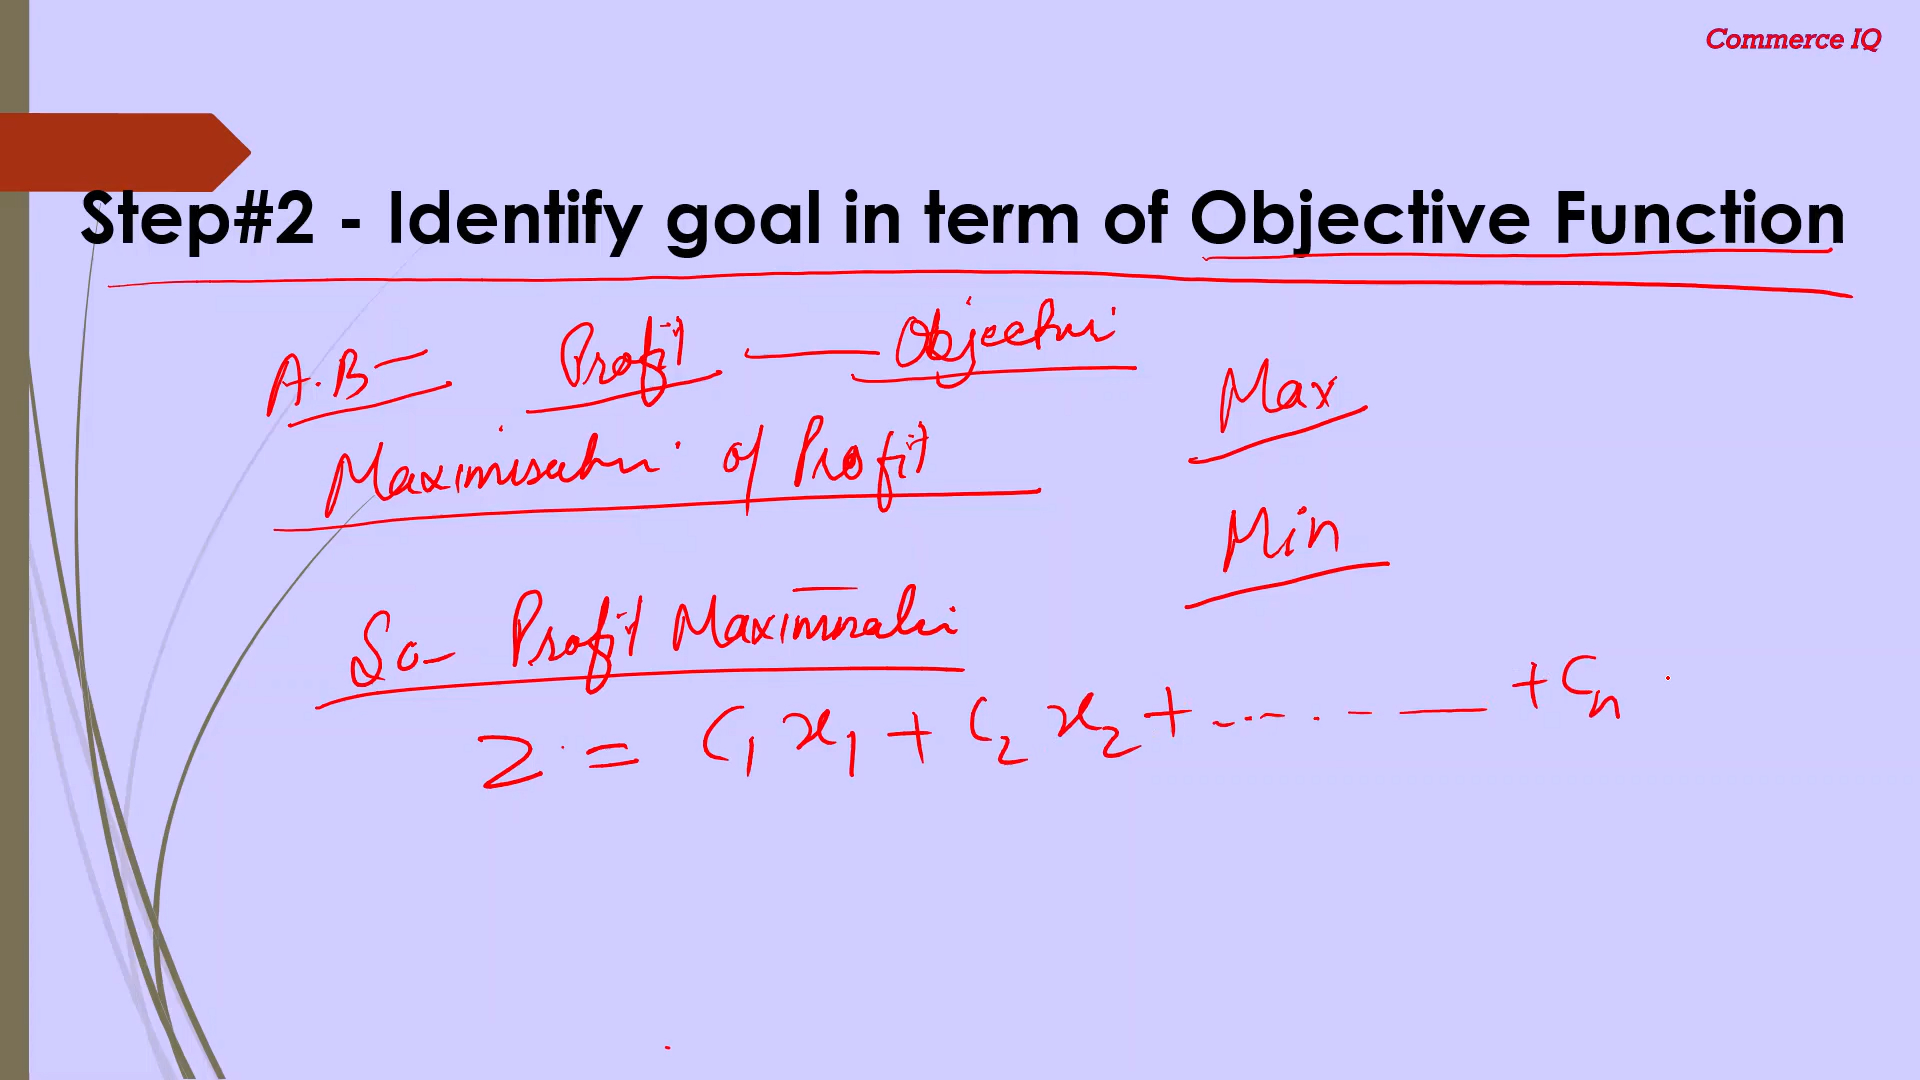 Commerce IQ
Step#2 - Identify goal in term of Objective Function
A.B= Profit — Objective
Max
Maximisation of Profit
Min
So- Profit Maximisation
Z = C₁x₁ + C₂x₂ + ........ — + Cₙ